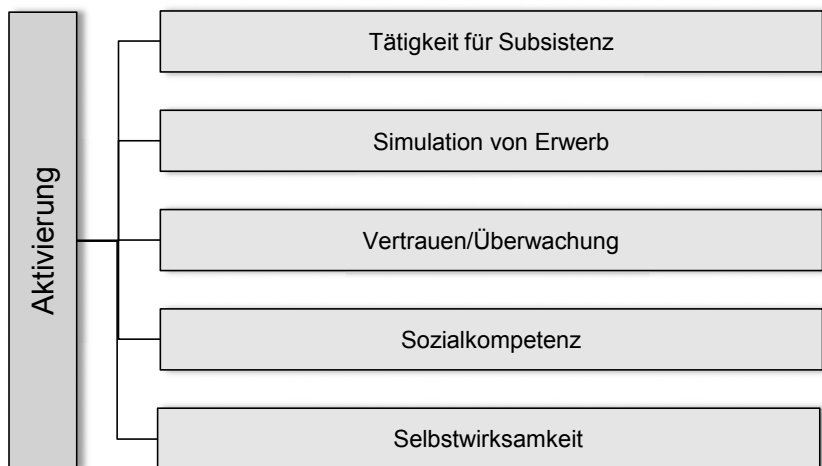 Aktivierung
Tätigkeit für Subsistenz
Simulation von Erwerb
Vertrauen/Überwachung
Sozialkompetenz
Selbstwirksamkeit